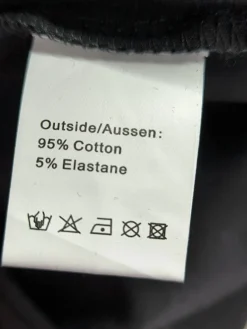 Outside/Aussen:
95% Cotton
5% Elastane